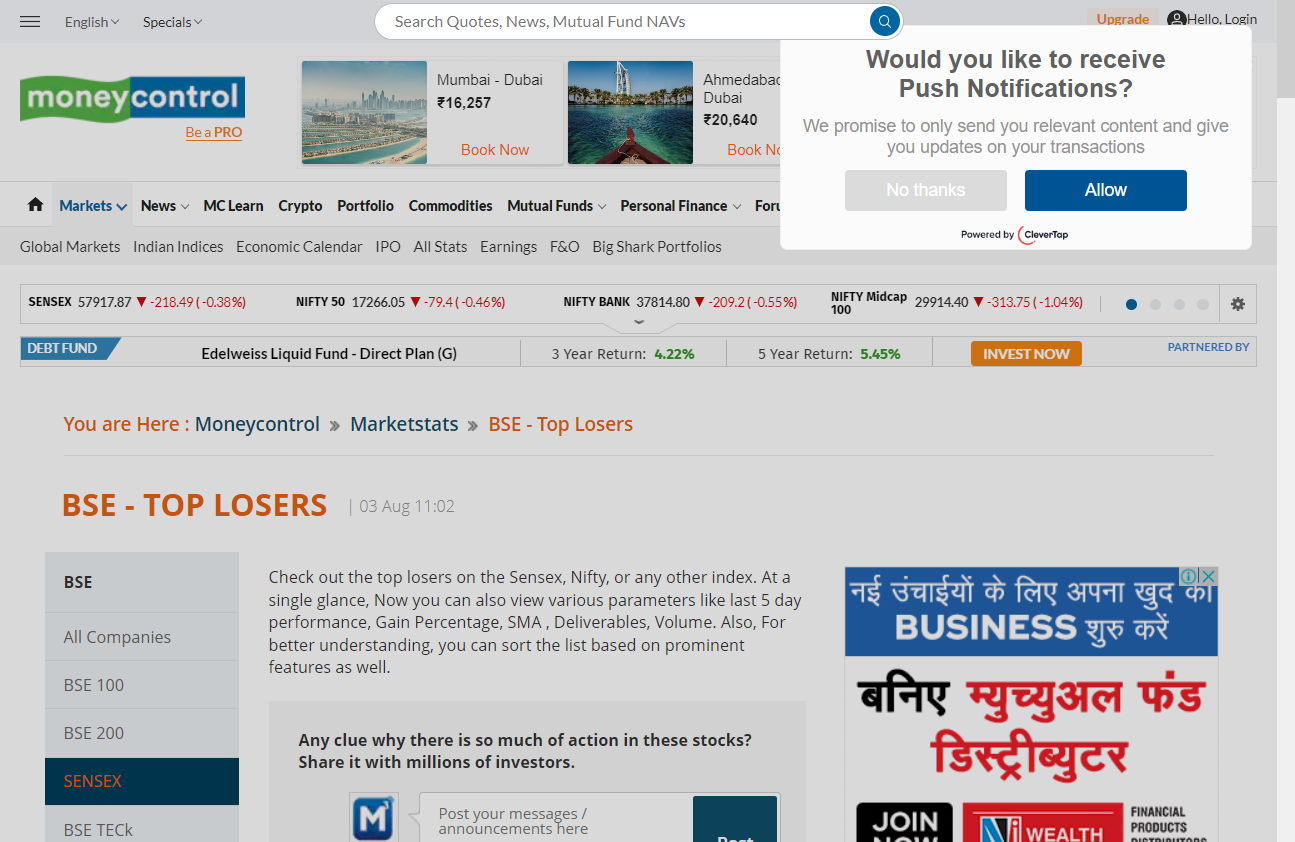 English
Specials
Search Quotes, News, Mutual Fund NAVs
Upgrade
Hello, Login
Would you like to receive
Push Notifications?
We promise to only send you relevant content and give
you updates on your transactions
No thanks
Allow
Powered by CleverTap
moneycontrol
Be a PRO
Mumbai - Dubai
₹16,257
Book Now
Dubai
₹20,640
Book
Markets
News
MC Learn
Crypto
Portfolio
Commodities
Mutual Funds
Personal Finance
Global Markets
Indian Indices
Economic Calendar
IPO
All Stats
Earnings
F&O
Big Shark Portfolios
SENSEX 57917.87 ▼ -218.49 ( -0.38%)
NIFTY 50 17266.05 ▼ -79.4 ( -0.46%)
NIFTY BANK 37814.80 ▼ -209.2 ( -0.55%)
NIFTY Midcap
100
29914.40 ▼ -313.75 ( -1.04%)
DEBT FUND
Edelweiss Liquid Fund - Direct Plan (G)
3 Year Return: 4.22%
5 Year Return: 5.45%
INVEST NOW
PARTNERED BY
You are Here : Moneycontrol » Marketstats » BSE - Top Losers
BSE - TOP LOSERS | 03 Aug 11:02
BSE
All Companies
BSE 100
BSE 200
SENSEX
BSE TECk
Check out the top losers on the Sensex, Nifty, or any other index. At a
single glance, Now you can also view various parameters like last 5 day
performance, Gain Percentage, SMA , Deliverables, Volume. Also, For
better understanding, you can sort the list based on prominent
features as well.
Any clue why there is so much of action in these stocks?
Share it with millions of investors.
Post your messages /
announcements here
Post
नई उंचाईयों के लिए अपना खुद का
BUSINESS शुरु करें
बनिए म्युच्युअल फंड
डिस्ट्रीब्युटर
JOIN
NOW
WEALTH
FINANCIAL
PRODUCTS
DISTRIBUTORS